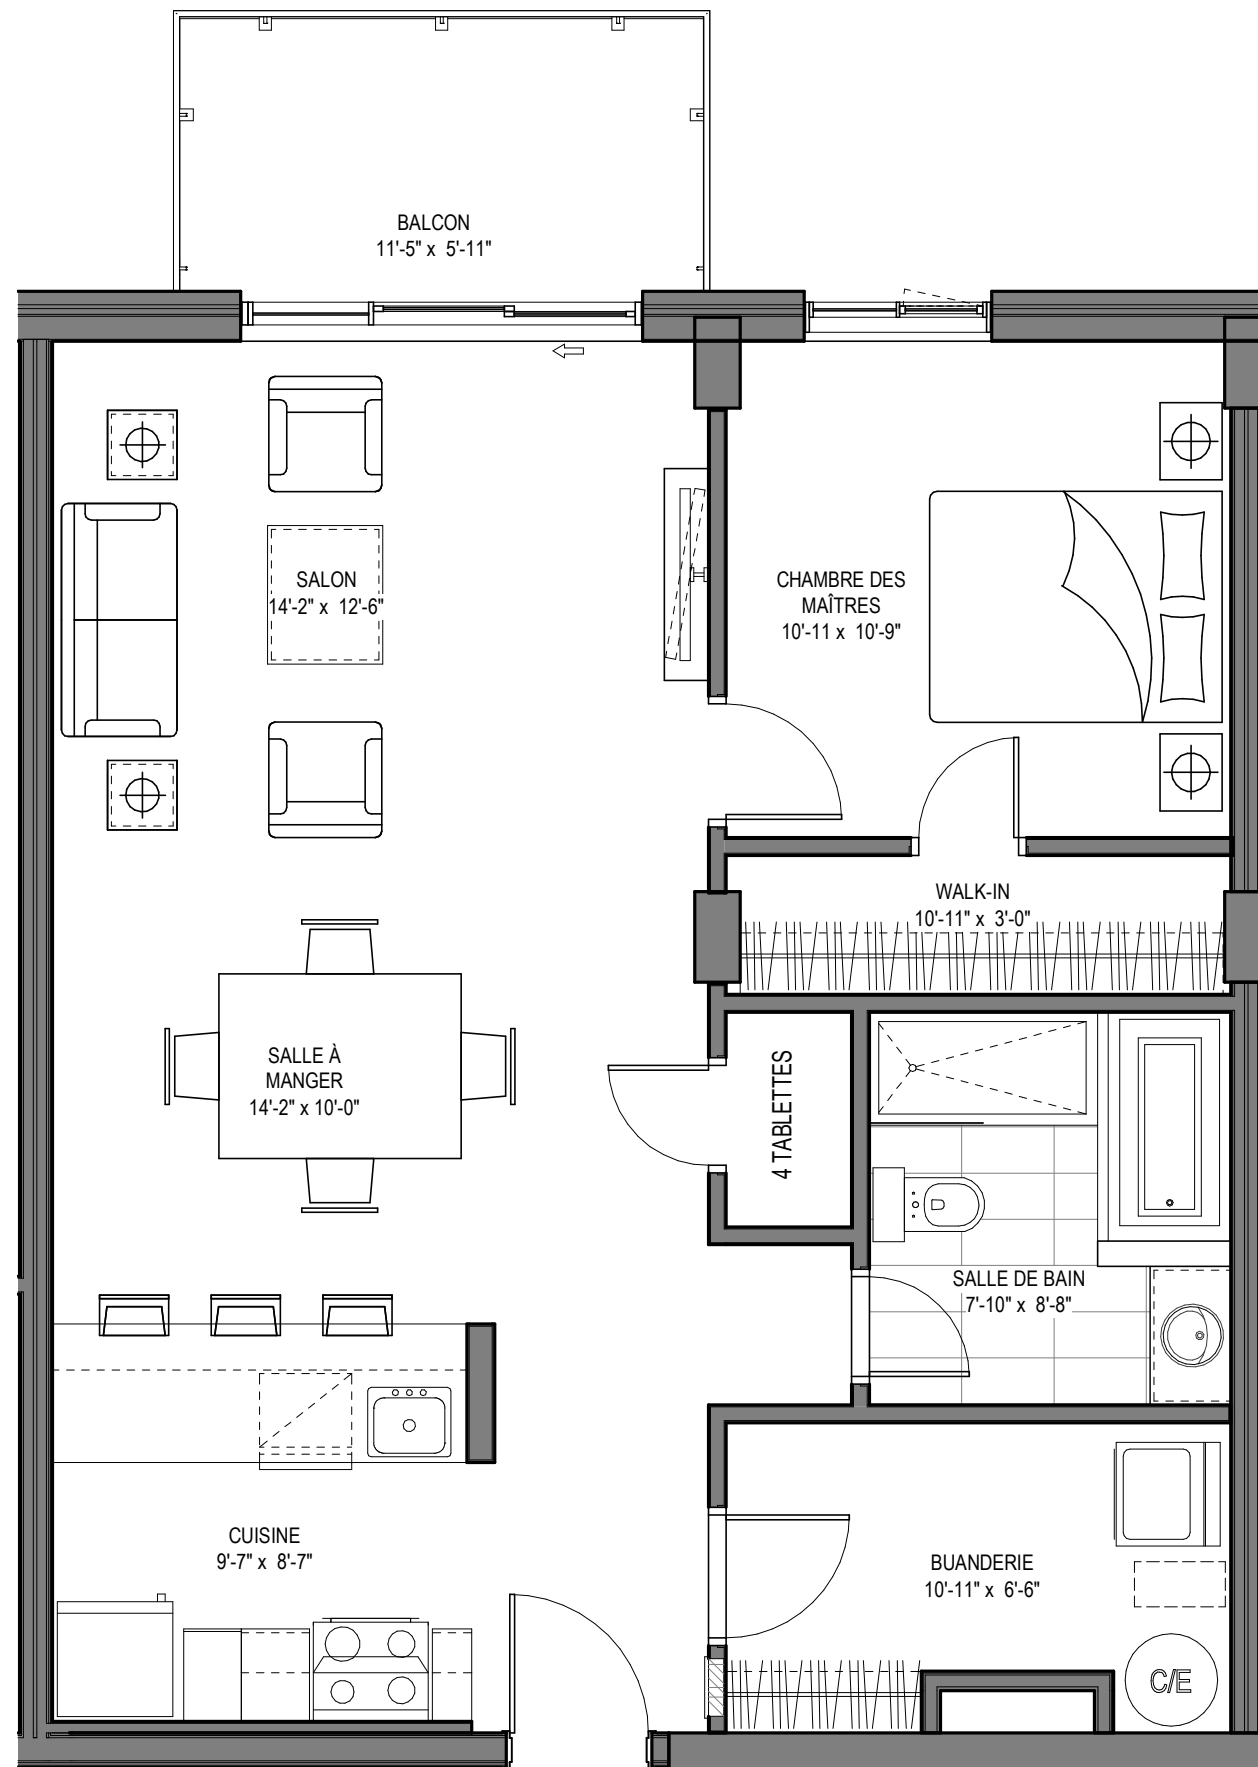 BALCON
11'-5" x 5'-11"
SALON
14'-2" x 12'-6"
CHAMBRE DES
MAÎTRES
10'-11 x 10'-9"
WALK-IN
10'-11" x 3'-0"
SALLE À
MANGER
14'-2" x 10'-0"
4 TABLETTES
SALLE DE BAIN
7'-10" x 8'-8"
CUISINE
9'-7" x 8'-7"
BUANDERIE
10'-11" x 6'-6"
C/E